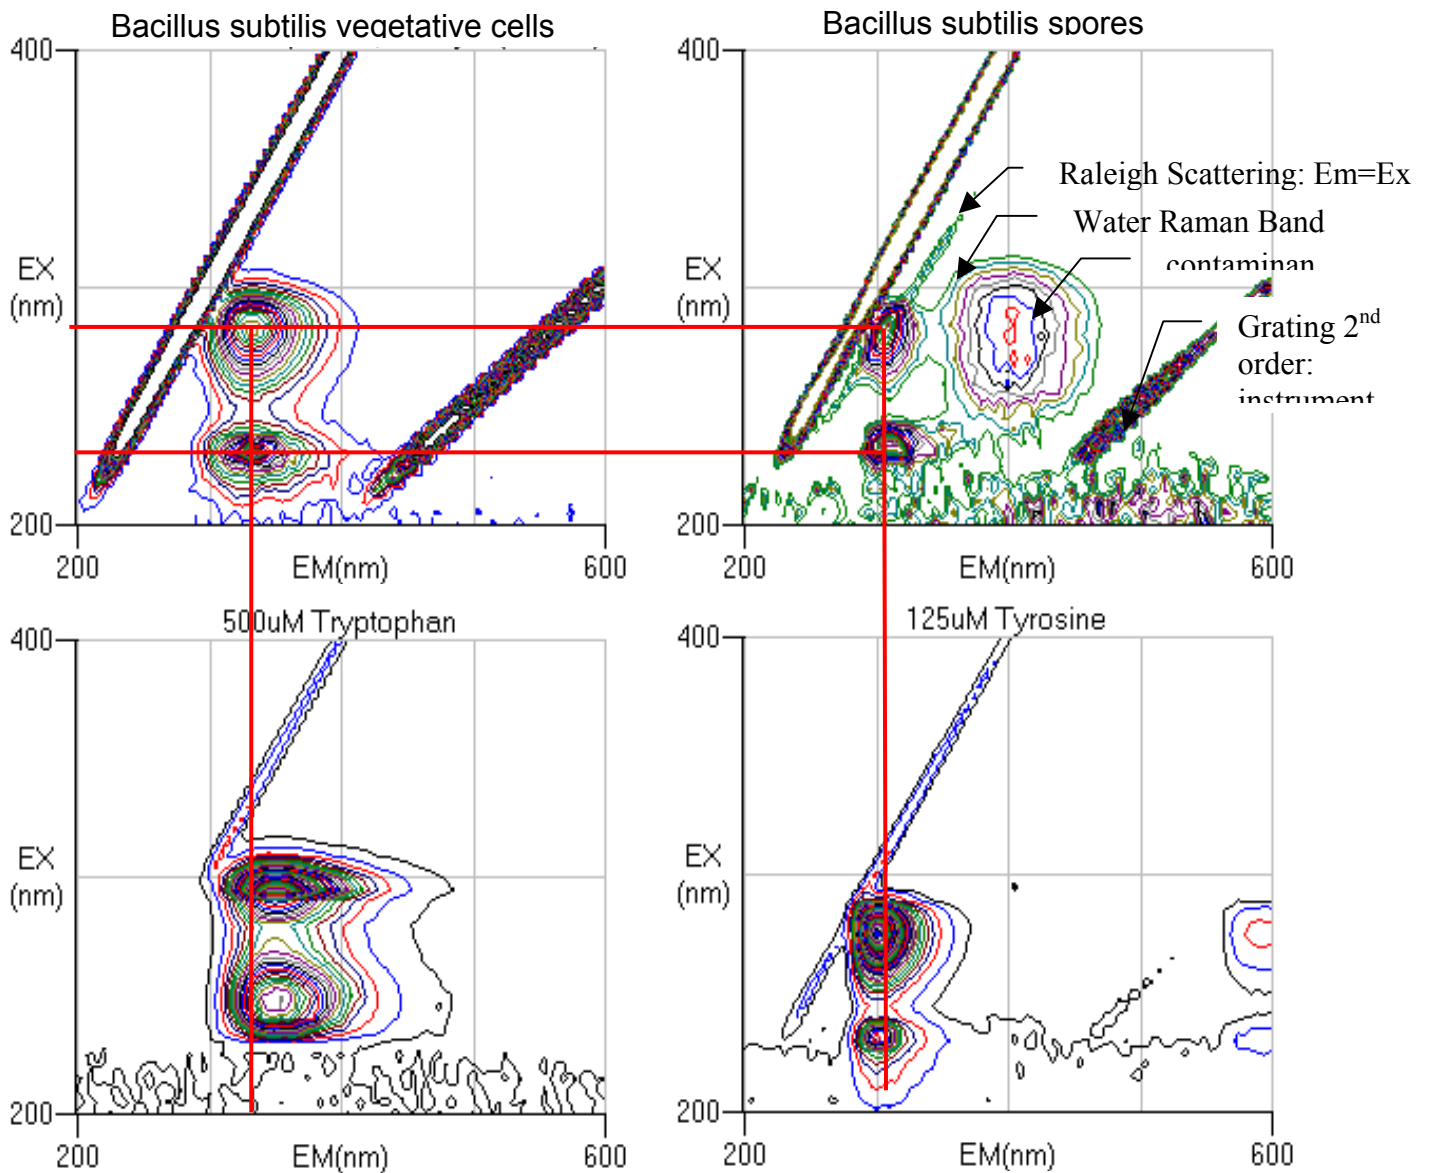 Bacillus subtilis vegetative cells
400
EX
(nm)
200
200
EM(nm)
600
Bacillus subtilis spores
400
Raleigh Scattering: Em=Ex
Water Raman Band
contaminan
EX
(nm)
Grating 2nd
order:
instrument
200
200
EM(nm)
600
500uM Tryptophan
400
EX
(nm)
200
200
EM(nm)
600
125uM Tyrosine
400
EX
(nm)
200
200
EM(nm)
600